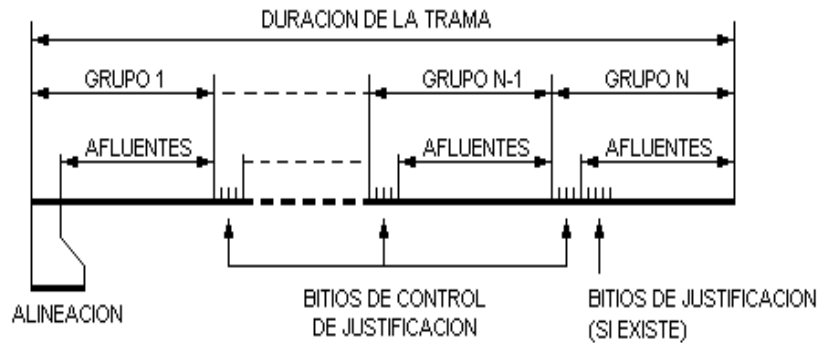 DURACION DE LA TRAMA
GRUPO 1
GRUPO N-1
GRUPO N
AFLUENTES
AFLUENTES
AFLUENTES
ALINEACION
BITIOS DE CONTROL
DE JUSTIFICACION
BITIOS DE JUSTIFICACION
(SI EXISTE)